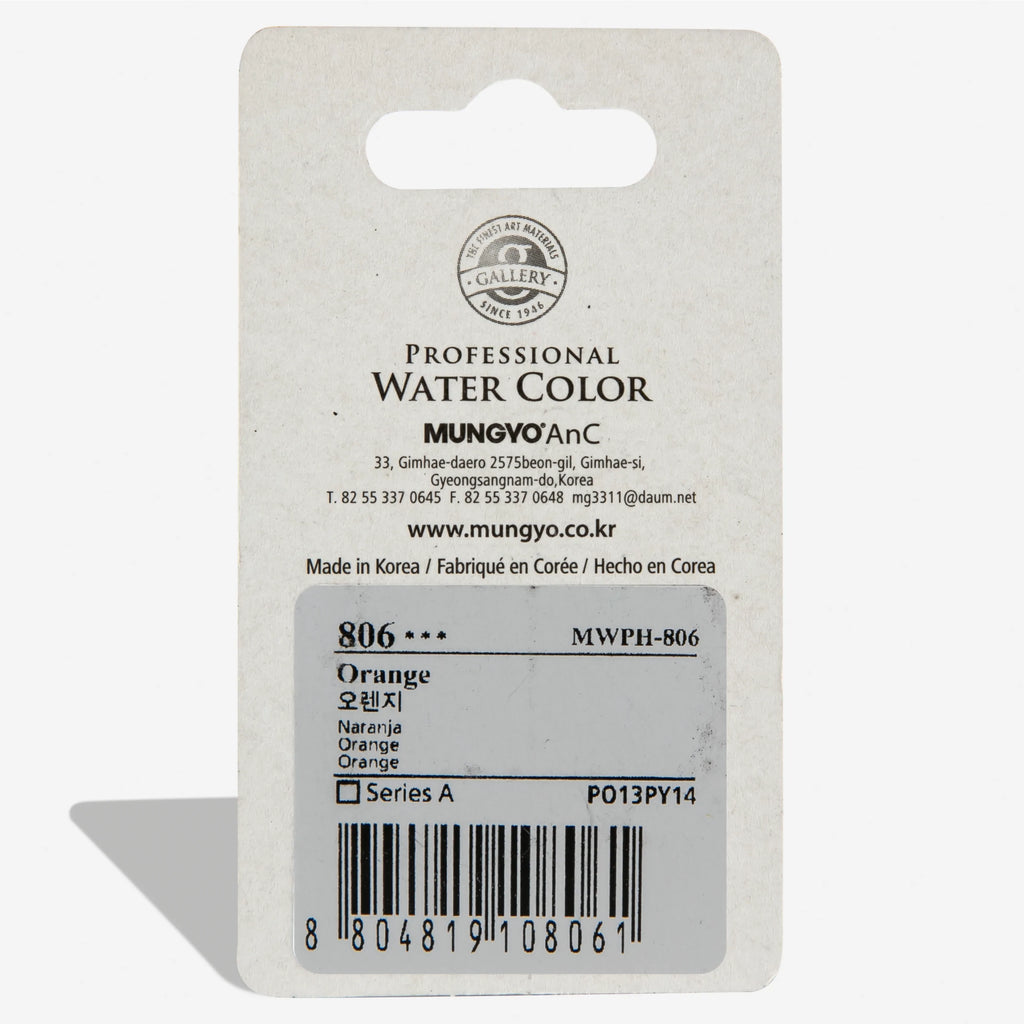 THE FINEST ART MATERIALS
g
· GALLERY ·
SINCE 1946
PROFESSIONAL
WATER COLOR
MUNGYO® AnC
33, Gimhae-daero 2575beon-gil, Gimhae-si,
Gyeongsangnam-do,Korea
T. 82 55 337 0645 F. 82 55 337 0648 mg3311@daum.net
www.mungyo.co.kr
Made in Korea / Fabriqué en Corée / Hecho en Corea
806 *** MWPH-806
Orange
오렌지
Naranja
Orange
Orange
Series A PO13PY14
8 804819 108061